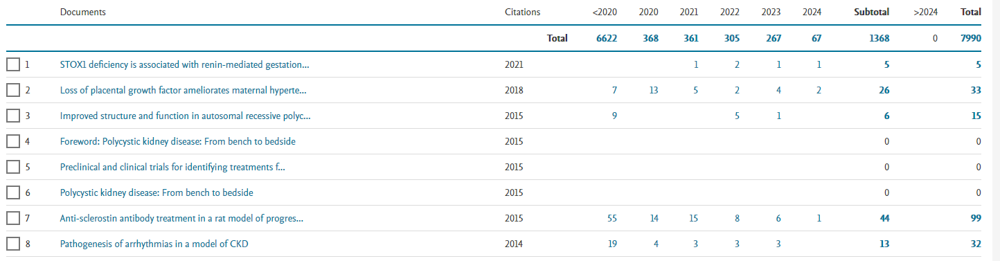 Documents Citations <2020 2020 2021 2022 2023 2024 Subtotal >2024 Total
Total 6622 368 361 305 267 67 1368 0 7990
1 STOX1 deficiency is associated with renin-mediated gestation... 2021 1 2 1 1 5 5
2 Loss of placental growth factor ameliorates maternal hyperte... 2018 7 13 5 2 4 2 26 33
3 Improved structure and function in autosomal recessive polyc... 2015 9 5 1 6 15
4 Foreword: Polycystic kidney disease: From bench to bedside 2015 0 0
5 Preclinical and clinical trials for identifying treatments f... 2015 0 0
6 Polycystic kidney disease: From bench to bedside 2015 0 0
7 Anti-sclerostin antibody treatment in a rat model of progres... 2015 55 14 15 8 6 1 44 99
8 Pathogenesis of arrhythmias in a model of CKD 2014 19 4 3 3 3 13 32